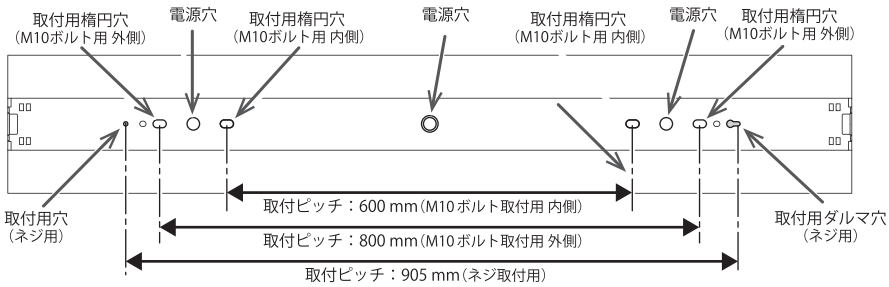 取付用楕円穴
(M10ボルト用 外側)
電源穴
取付用楕円穴
(M10ボルト用 内側)
電源穴
取付用楕円穴
(M10ボルト用 内側)
電源穴
取付用楕円穴
(M10ボルト用 外側)
取付用穴
(ネジ用)
取付ピッチ：600 mm（M10 ボルト取付用 内側）
取付用ダルマ穴
(ネジ用)
取付ピッチ：800 mm（M10 ボルト取付用 外側）
取付ピッチ：905 mm（ネジ取付用）